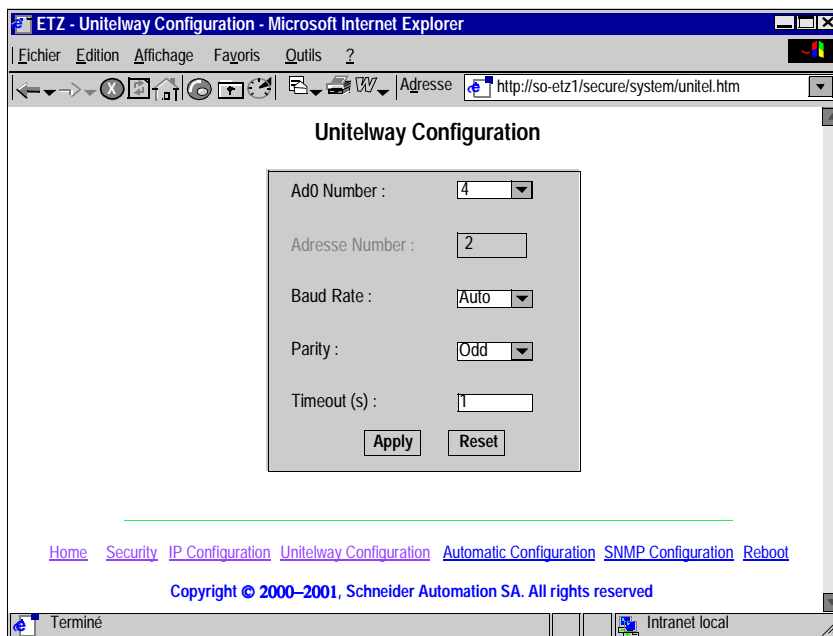 ETZ - Unitelway Configuration - Microsoft Internet Explorer
Fichier Edition Affichage Favoris Outils ?
Adresse http://so-etz1/secure/system/unitel.htm
Unitelway Configuration
Ad0 Number : 4
Adresse Number : 2
Baud Rate : Auto
Parity : Odd
Timeout (s) : 1
Apply Reset
Home Security IP Configuration Unitelway Configuration Automatic Configuration SNMP Configuration Reboot
Copyright © 2000–2001, Schneider Automation SA. All rights reserved
Terminé Intranet local